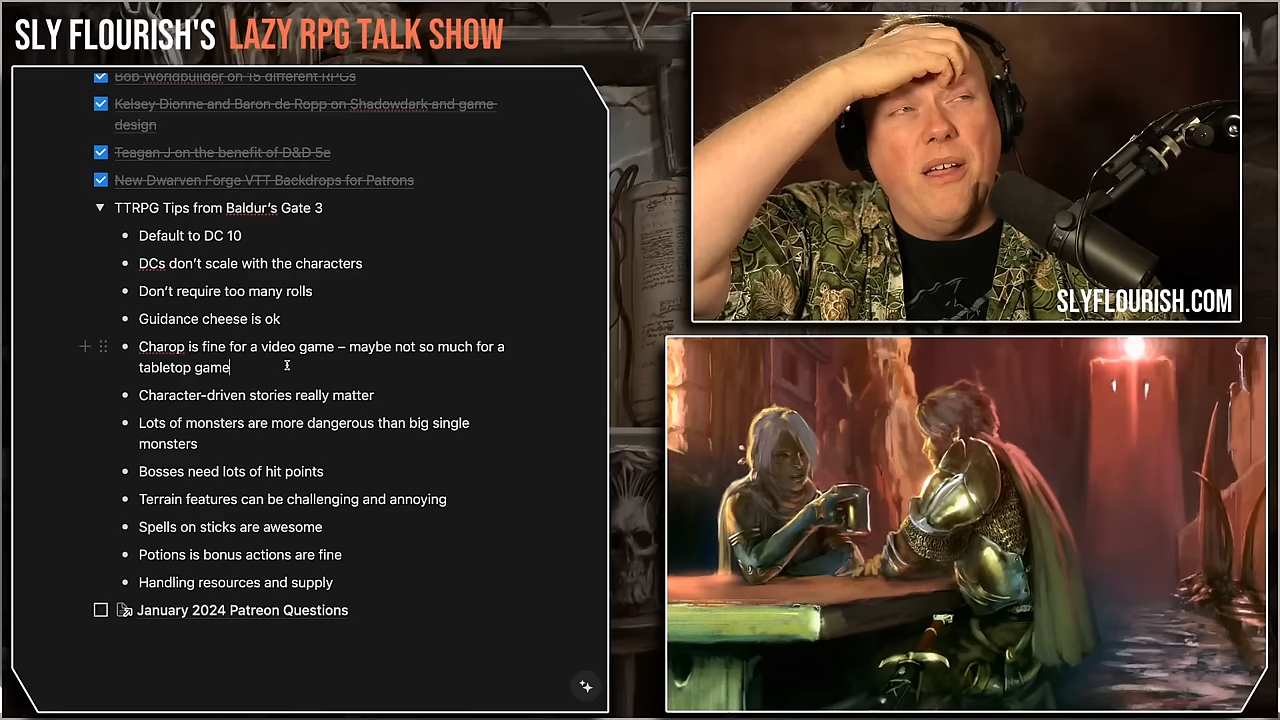 SLY FLOURISH'S LAZY RPG TALK SHOW
Bob Worldbuilder on 15 different RPGs
Kelsey Dionne and Baron de Ropp on Shadowdark and game
design
Teagan J on the benefit of D&D 5e
New Dwarven Forge VTT Backdrops for Patrons
TTRPG Tips from Baldur's Gate 3
Default to DC 10
DCs don't scale with the characters
Don't require too many rolls
Guidance cheese is ok
Charop is fine for a video game – maybe not so much for a
tabletop game
Character-driven stories really matter
Lots of monsters are more dangerous than big single
monsters
Bosses need lots of hit points
Terrain features can be challenging and annoying
Spells on sticks are awesome
Potions is bonus actions are fine
Handling resources and supply
January 2024 Patreon Questions
SLYFLOURISH.COM